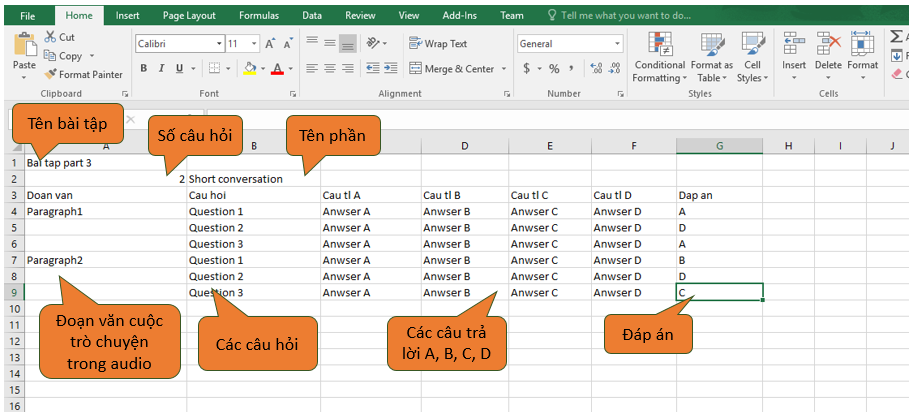 File Home Insert Page Layout Formulas Data Review View Add-Ins Team Tell me what you want to do...
Cut
Copy
Format Painter
Paste
Clipboard
Calibri 11
B I U
Font
Wrap Text
Merge & Center
Alignment
General
$ % ,
Number
Conditional Formatting
Format as Table
Cell Styles
Styles
Insert Delete Format
Cells
Tên bài tập
Số câu hỏi
Tên phần
A B D E F G H I J
1 Bai tap part 3
2 2 Short conversation
3 Doan van Cau hoi Cau tl A Cau tl B Cau tl C Cau tl D Dap an
4 Paragraph1 Question 1 Anwser A Anwser B Anwser C Anwser D A
5 Question 2 Anwser A Anwser B Anwser C Anwser D D
6 Question 3 Anwser A Anwser B Anwser C Anwser D A
7 Paragraph2 Question 1 Anwser A Anwser B Anwser C Anwser D B
8 Question 2 Anwser A Anwser B Anwser C Anwser D D
9 Question 3 Anwser A Anwser B Anwser C Anwser D C
10
11
12
13
14
15
16
Đoạn văn cuộc
trò chuyện
trong audio
Các câu hỏi
Các câu trả
lời A, B, C, D
Đáp án